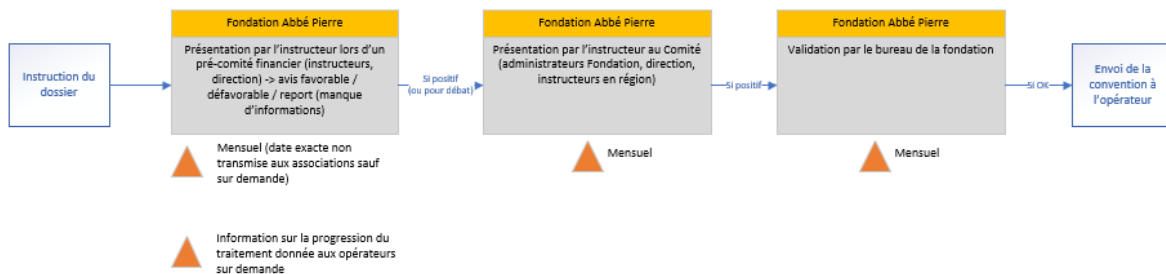 Instruction du
dossier
Fondation Abbé Pierre
Présentation par l'instructeur lors d'un
pré-comité financier (instructeurs,
direction) -> avis favorable /
défavorable / report (manque
d'informations)
Si positif
(ou pour débat)
Fondation Abbé Pierre
Présentation par l'instructeur au Comité
(administrateurs Fondation, direction,
instructeurs en région)
Si positif
Fondation Abbé Pierre
Validation par le bureau de la fondation
Si OK
Envoi de la
convention à
l'opérateur
Mensuel (date exacte non
transmise aux associations sauf
sur demande)
Mensuel
Mensuel
Information sur la progression du
traitement donnée aux opérateurs
sur demande